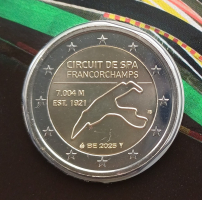 CIRCUIT DE SPA
FRANCORCHAMPS
7.004 M
EST. 1921
BE 2025